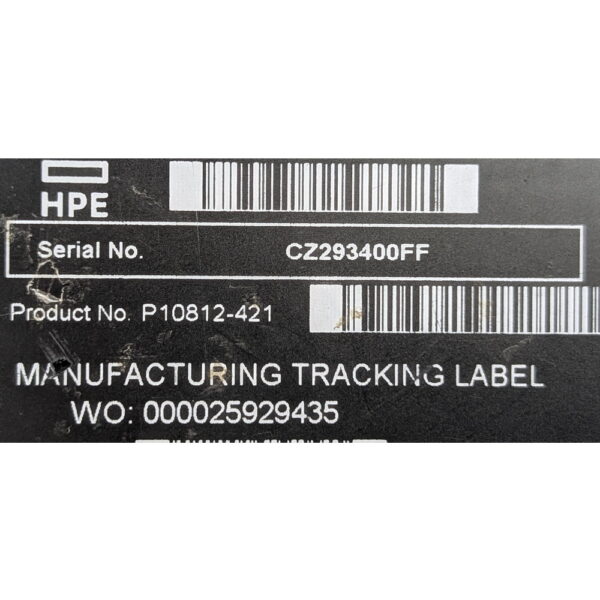 HPE
Serial No. CZ293400FF
Product No. P10812-421
MANUFACTURING TRACKING LABEL
WO: 000025929435